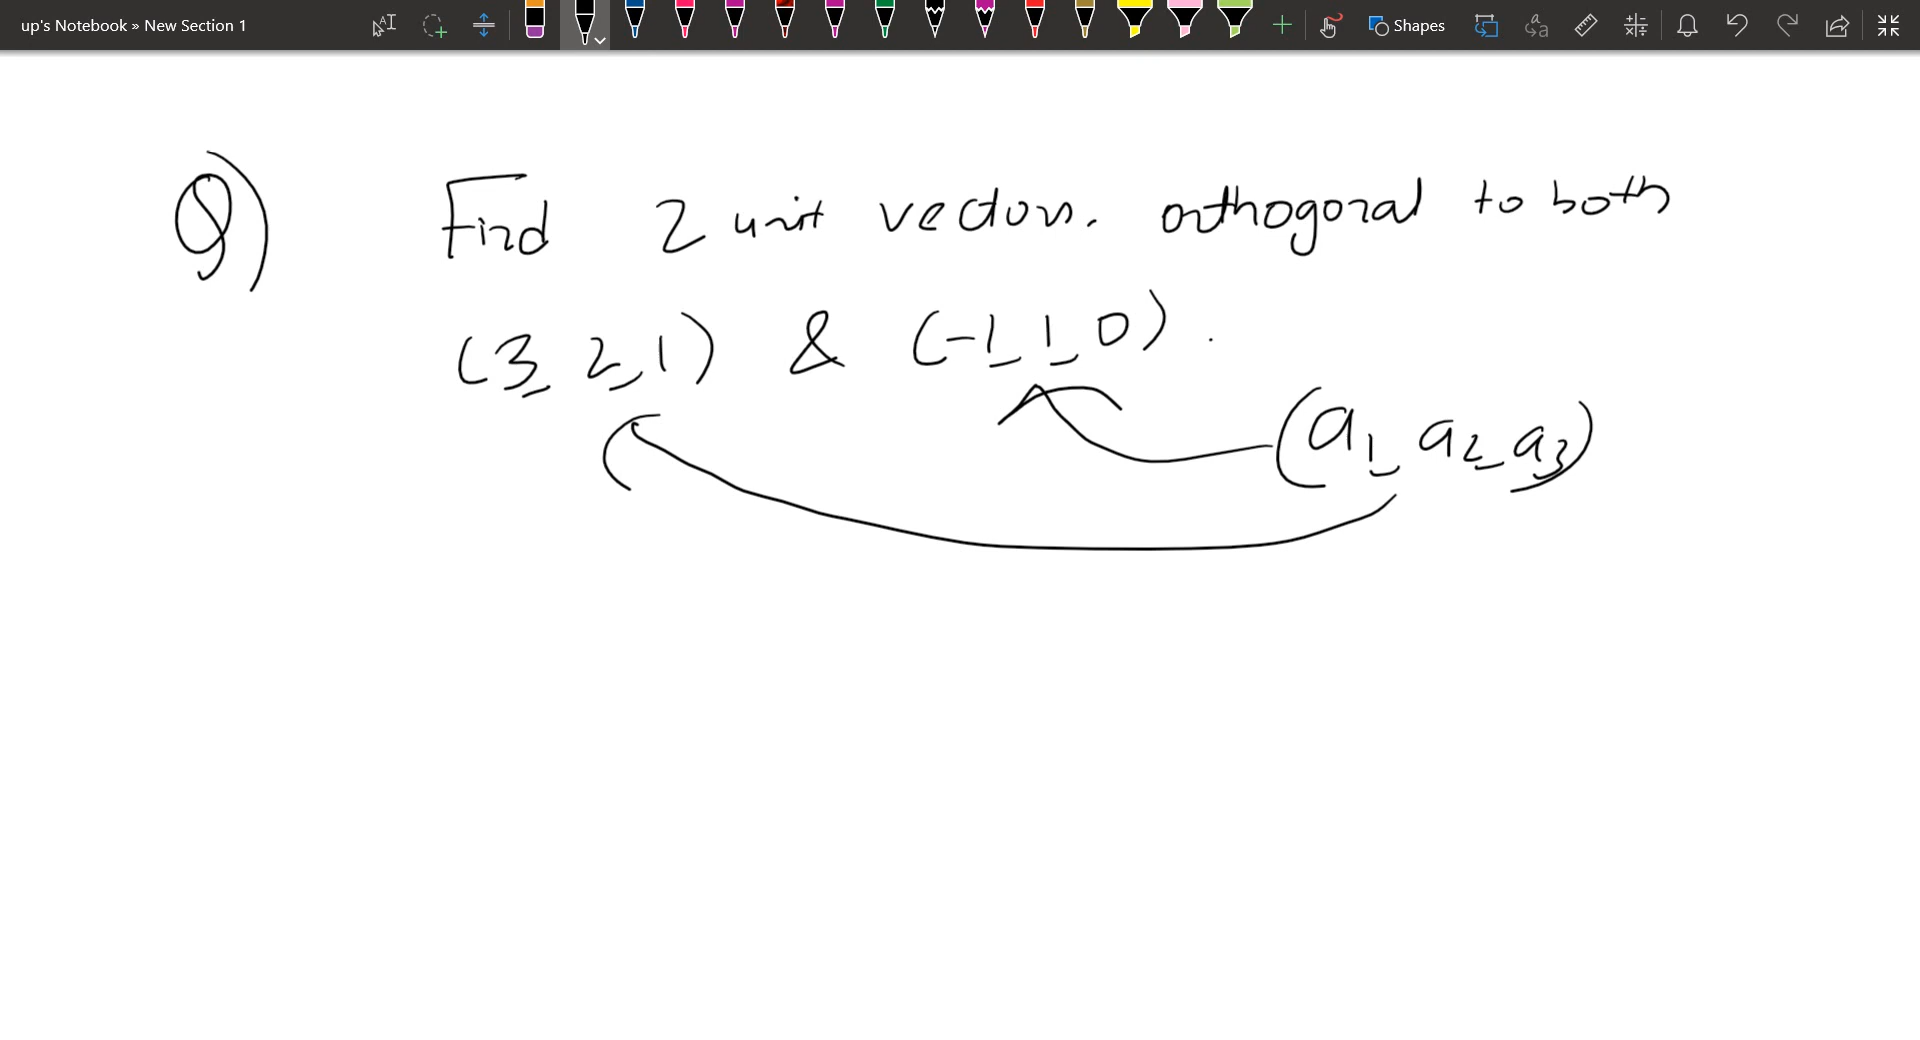 up's Notebook » New Section 1
Shapes
Q) Find 2 unit vectors. orthogonal to both
(3, 2, 1) & (-1, 1, 0).
(a1, a2, a3)